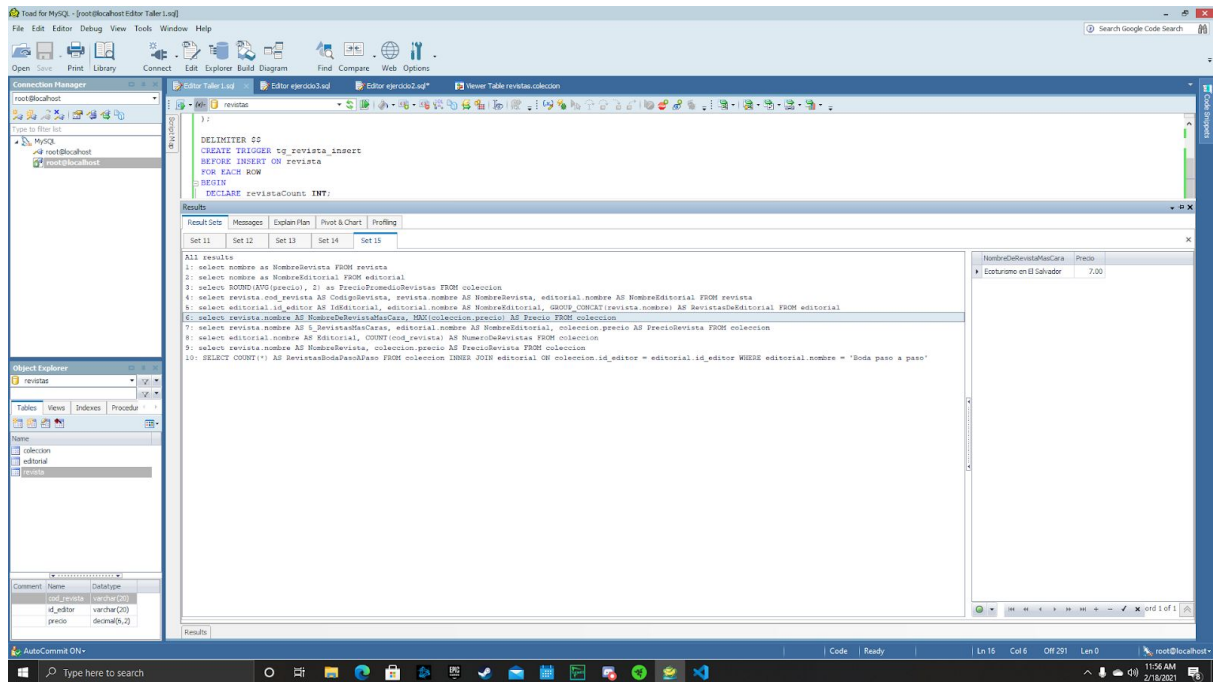 Toad for MySQL - [root@localhost Editor Taller1.sql]
File Edit Editor Debug View Tools Window Help
Search Google Code Search
Open Save Print Library Connect Edit Explorer Build Diagram Find Compare Web Options
Connection Manager
Editor Taller1.sql
Editor ejercicio3.sql
Editor ejercicio2.sql*
Viewer Table revistas.coleccion
root@localhost
revistas
Type to filter list
MySQL
root@localhost
root@localhost
Script Map
Code Snippets
);
DELIMITER $$
CREATE TRIGGER tg_revista_insert
BEFORE INSERT ON revista
FOR EACH ROW
BEGIN
DECLARE revistaCount INT;
Results
Result Sets Messages Explain Plan Pivot & Chart Profiling
Set 11 Set 12 Set 13 Set 14 Set 15
All results
1: select nombre as NombreRevista FROM revista
2: select nombre as NombreEditorial FROM editorial
3: select ROUND(AVG(precio), 2) as PrecioPromedioRevistas FROM coleccion
4: select revista.cod_revista AS CodigoRevista, revista.nombre AS NombreRevista, editorial.nombre AS NombreEditorial FROM revista
5: select editorial.id_editor AS IdEditorial, editorial.nombre AS NombreEditorial, GROUP_CONCAT(revista.nombre) AS RevistasDeEditorial FROM editorial
6: select revista.nombre AS NombreDeRevistaMasCara, MAX(coleccion.precio) AS Precio FROM coleccion
7: select revista.nombre AS 5_RevistasMasCaras, editorial.nombre AS NombreEditorial, coleccion.precio AS PrecioRevista FROM coleccion
8: select editorial.nombre AS Editorial, COUNT(cod_revista) AS NumeroDeRevistas FROM coleccion
9: select revista.nombre AS NombreRevista, coleccion.precio AS PrecioRevista FROM coleccion
10: SELECT COUNT(*) AS RevistasBodaPasoAPaso FROM coleccion INNER JOIN editorial ON coleccion.id_editor = editorial.id_editor WHERE editorial.nombre = 'Boda paso a paso'
NombreDeRevistaMasCara Precio
Ecoturismo en El Salvador 7.00
Object Explorer
revistas
Tables Views Indexes Procedur
Name
coleccion
editorial
revista
Comment Name Datatype
cod_revista varchar(20)
id_editor varchar(20)
precio decimal(6,2)
ord 1 of 1
Results
AutoCommit ON
Code Ready Ln 16 Col 6 Off 291 Len 0 root@localhost
Type here to search
11:56 AM
2/18/2021